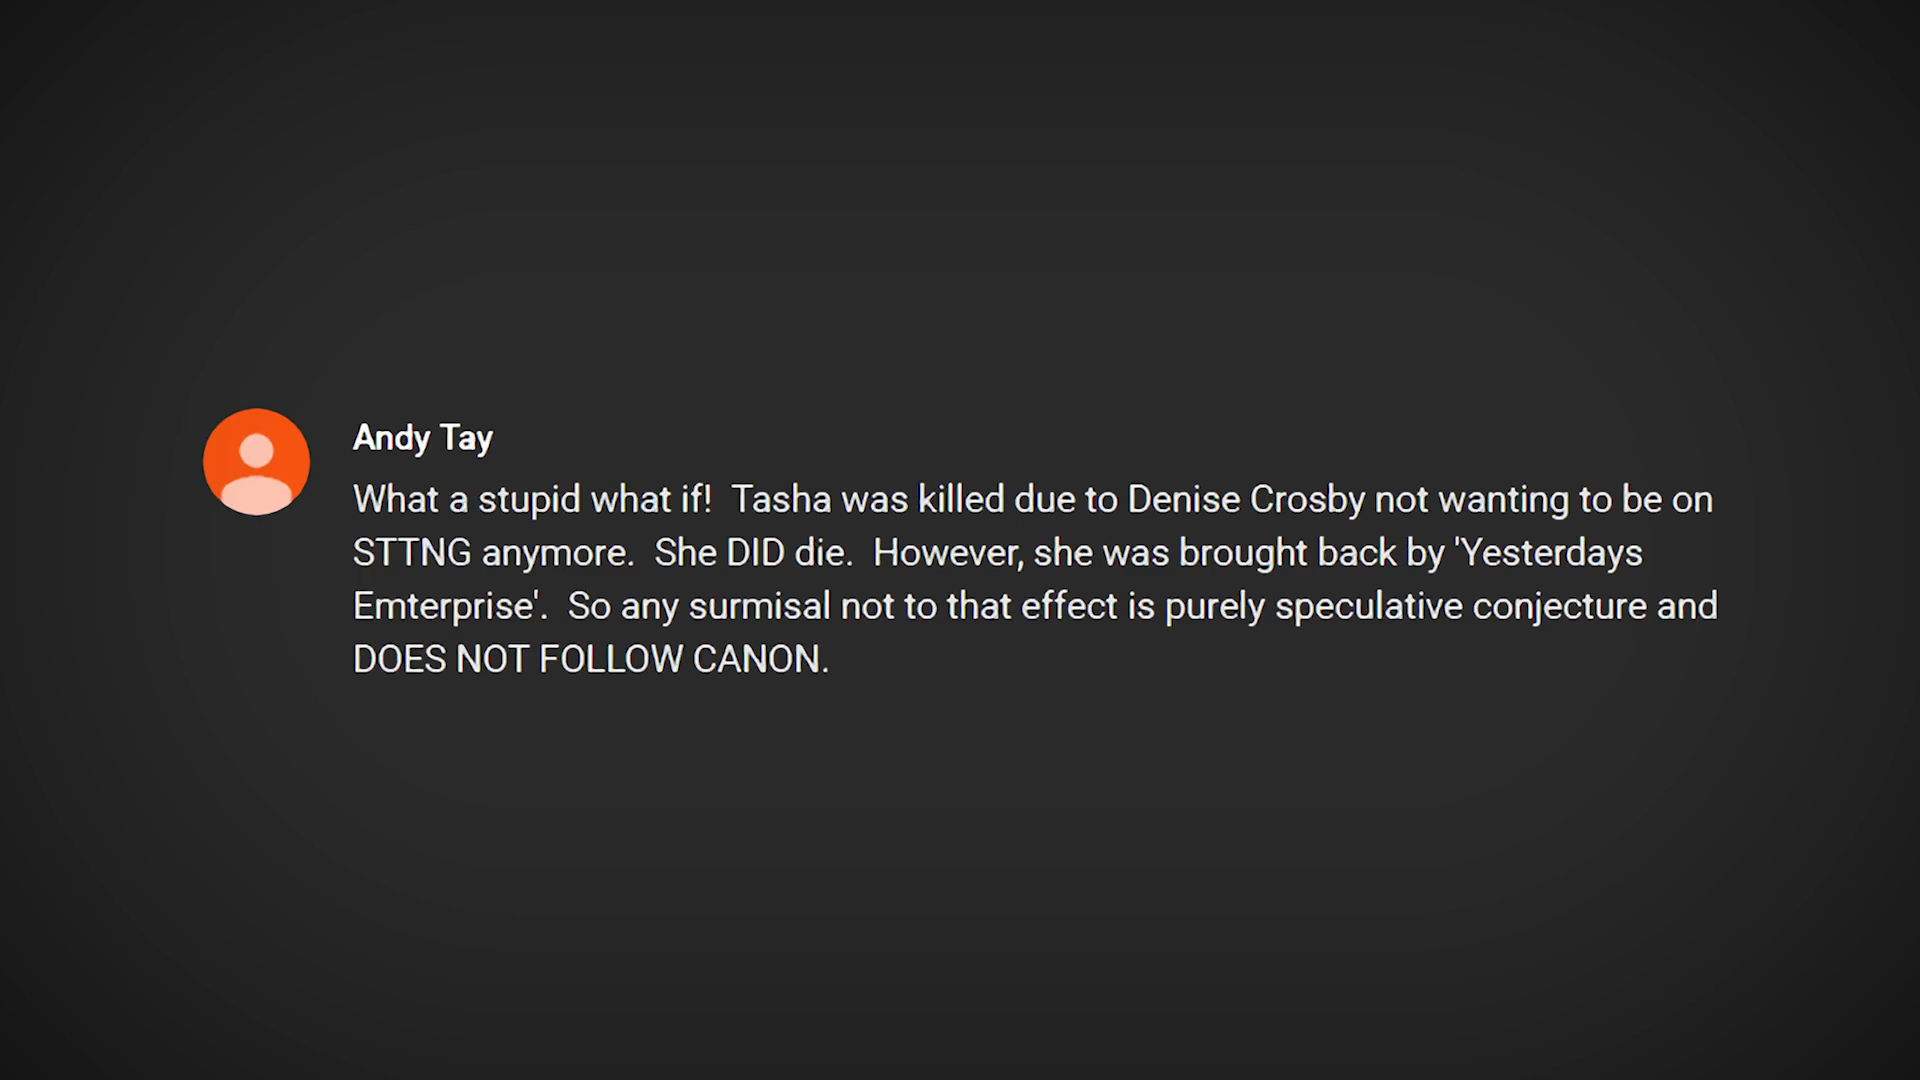 Andy Tay
What a stupid what if!  Tasha was killed due to Denise Crosby not wanting to be on
STTNG anymore.  She DID die.  However, she was brought back by 'Yesterdays
Emterprise'.  So any surmisal not to that effect is purely speculative conjecture and
DOES NOT FOLLOW CANON.